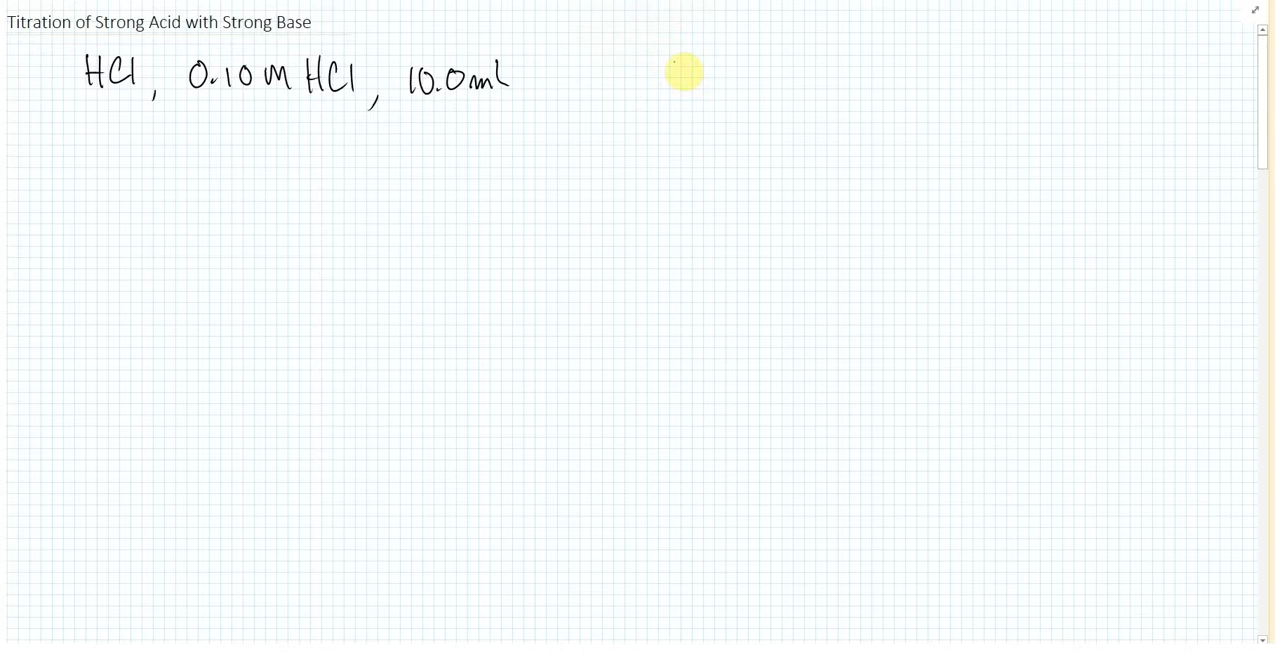 Titration of Strong Acid with Strong Base
HCl, 0.10 M HCl, 10.0 ml